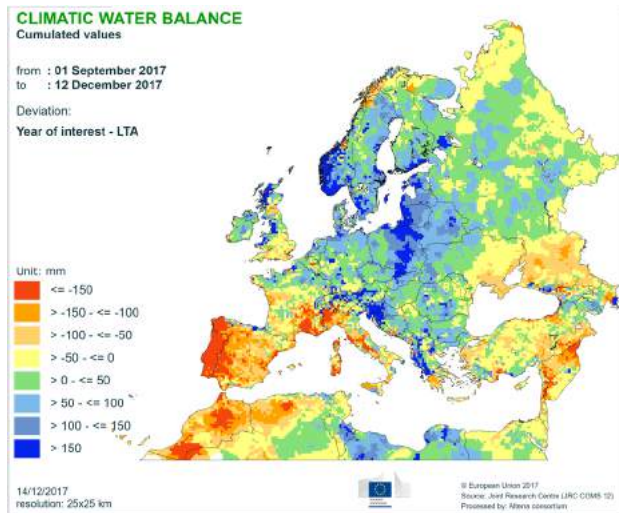 CLIMATIC WATER BALANCE
Cumulated values
from : 01 September 2017
to : 12 December 2017
Deviation:
Year of interest - LTA
Unit: mm
<= -150
> -150 - <= -100
> -100 - <= -50
> -50 - <= 0
> 0 - <= 50
> 50 - <= 100
> 100 - <= 150
> 150
14/12/2017
resolution: 25x25 km
© European Union 2017
Source: Joint Research Centre (JRC CGMS 12)
Processed by: Alterra consortium